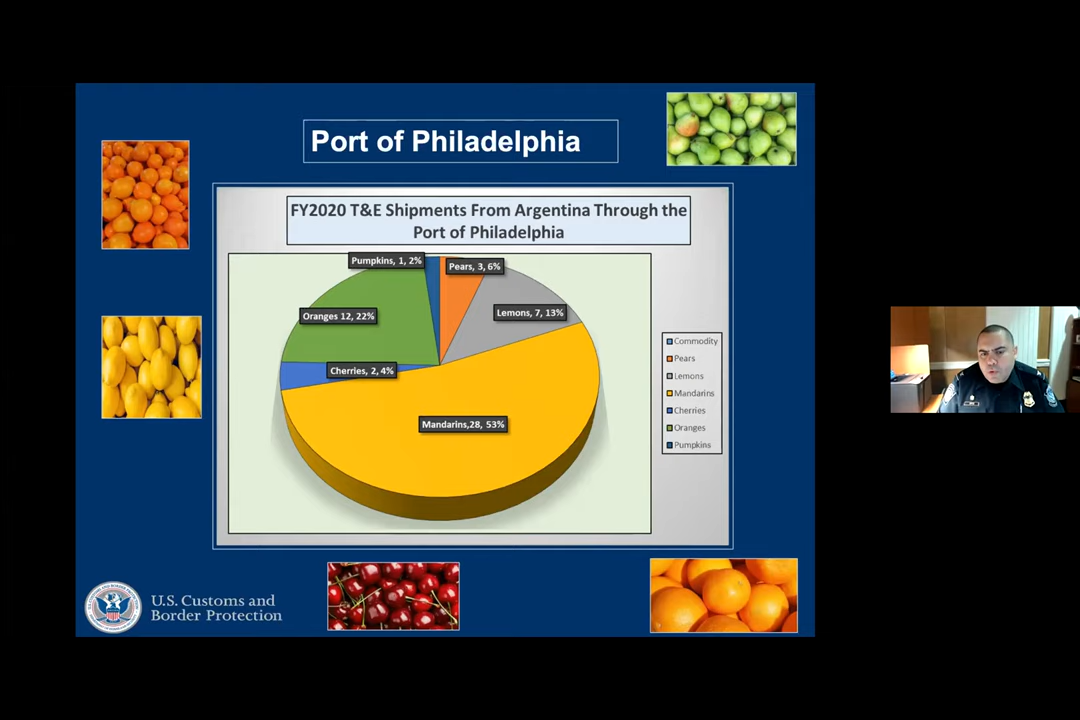 Port of Philadelphia
FY2020 T&E Shipments From Argentina Through the
Port of Philadelphia
Pumpkins, 1, 2%
Pears, 3, 6%
Lemons, 7, 13%
Oranges 12, 22%
Cherries, 2, 4%
Mandarins,28, 53%
Commodity
Pears
Lemons
Mandarins
Cherries
Oranges
Pumpkins
U.S. Customs and
Border Protection